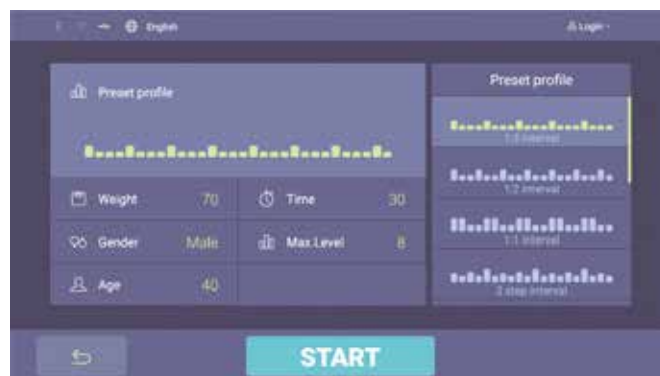 English
Login
Preset profile
Weight 70
Time 30
Gender Male
Max Level 8
Age 40
Preset profile
1:3 interval
1:2 interval
1:1 interval
2 step interval
START